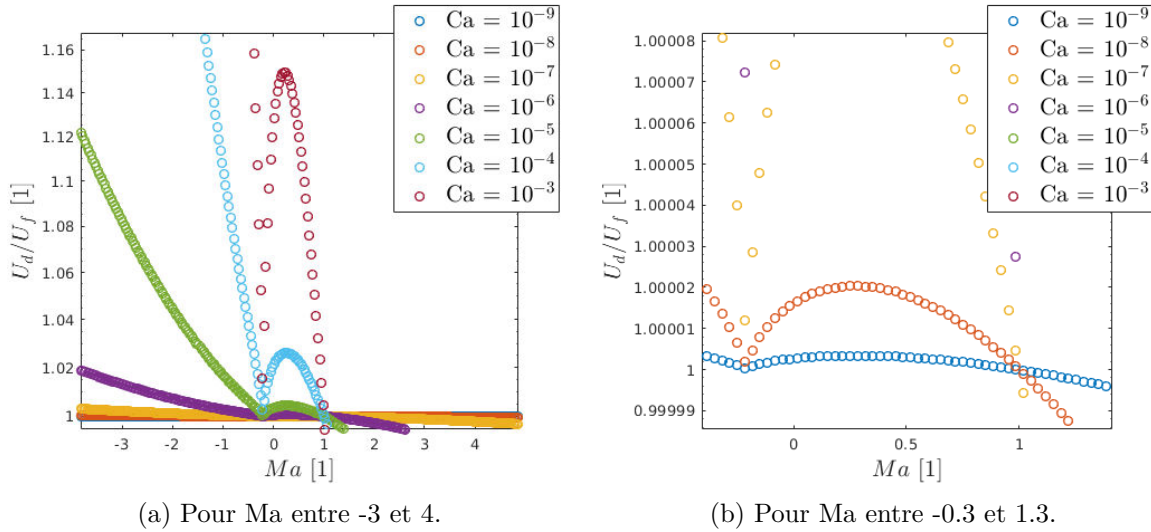 Ca = 10⁻⁹
Ca = 10⁻⁸
Ca = 10⁻⁷
Ca = 10⁻⁶
Ca = 10⁻⁵
Ca = 10⁻⁴
Ca = 10⁻³
1.16
1.14
1.12
1.1
1.08
1.06
1.04
1.02
1
U_d/U_f [1]
-3 -2 -1 0 1 2 3 4
Ma [1]
(a) Pour Ma entre -3 et 4.
Ca = 10⁻⁹
Ca = 10⁻⁸
Ca = 10⁻⁷
Ca = 10⁻⁶
Ca = 10⁻⁵
Ca = 10⁻⁴
Ca = 10⁻³
1.00008
1.00007
1.00006
1.00005
1.00004
1.00003
1.00002
1.00001
1
0.99999
U_d/U_f [1]
0 0.5 1
Ma [1]
(b) Pour Ma entre -0.3 et 1.3.